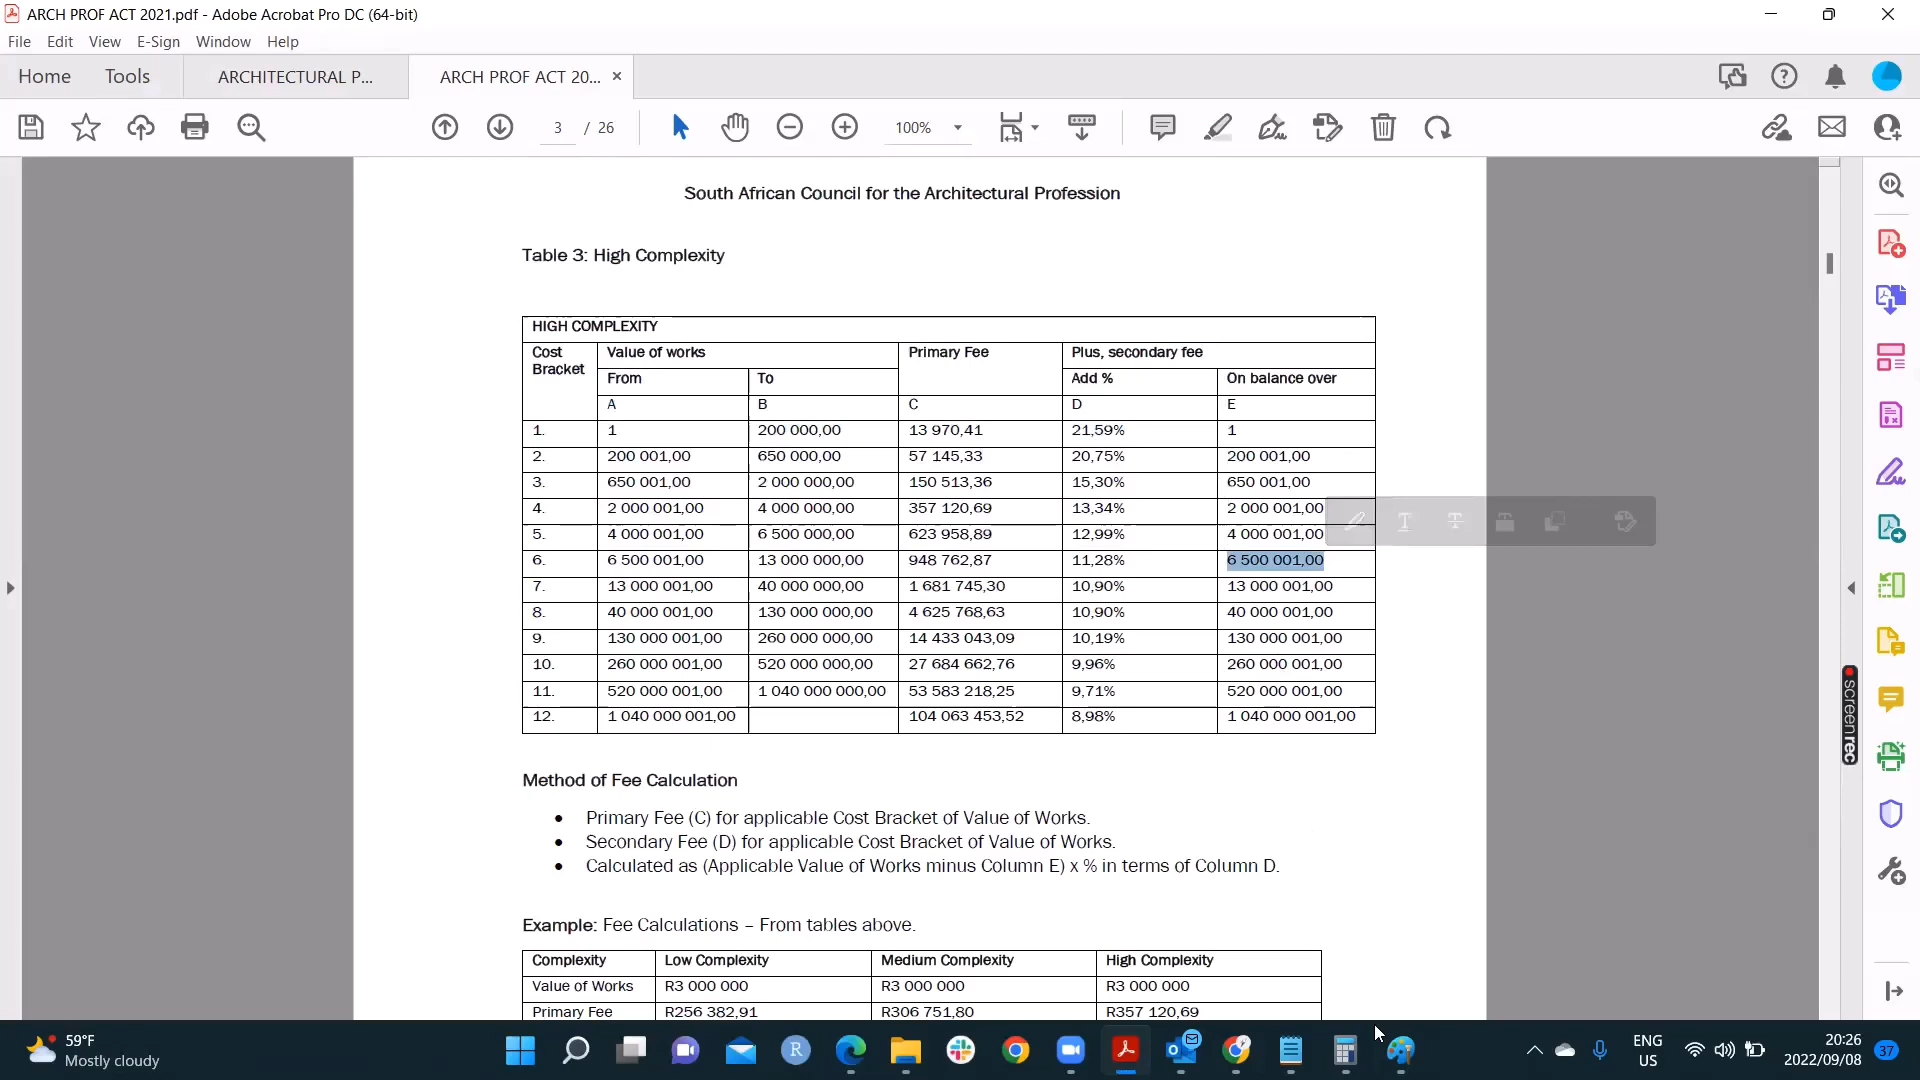 ARCH PROF ACT 2021.pdf - Adobe Acrobat Pro DC (64-bit)
File Edit View E-Sign Window Help
Home Tools ARCHITECTURAL P... ARCH PROF ACT 20... ×
3 / 26 100%
South African Council for the Architectural Profession
Table 3: High Complexity
HIGH COMPLEXITY
Cost Bracket Value of works Primary Fee Plus, secondary fee
From To Add % On balance over
A B C D E
1. 1 200 000,00 13 970,41 21,59% 1
2. 200 001,00 650 000,00 57 145,33 20,75% 200 001,00
3. 650 001,00 2 000 000,00 150 513,36 15,30% 650 001,00
4. 2 000 001,00 4 000 000,00 357 120,69 13,34% 2 000 001,00
5. 4 000 001,00 6 500 000,00 623 958,89 12,99% 4 000 001,00
6. 6 500 001,00 13 000 000,00 948 762,87 11,28% 6 500 001,00
7. 13 000 001,00 40 000 000,00 1 681 745,30 10,90% 13 000 001,00
8. 40 000 001,00 130 000 000,00 4 625 768,63 10,90% 40 000 001,00
9. 130 000 001,00 260 000 000,00 14 433 043,09 10,19% 130 000 001,00
10. 260 000 001,00 520 000 000,00 27 684 662,76 9,96% 260 000 001,00
11. 520 000 001,00 1 040 000 000,00 53 583 218,25 9,71% 520 000 001,00
12. 1 040 000 001,00 104 063 453,52 8,98% 1 040 000 001,00
Method of Fee Calculation
• Primary Fee (C) for applicable Cost Bracket of Value of Works.
• Secondary Fee (D) for applicable Cost Bracket of Value of Works.
• Calculated as (Applicable Value of Works minus Column E) x % in terms of Column D.
Example: Fee Calculations – From tables above.
Complexity Low Complexity Medium Complexity High Complexity
Value of Works R3 000 000 R3 000 000 R3 000 000
Primary Fee R256 382,91 R306 751,80 R357 120,69
screenrec
59°F
Mostly cloudy
ENG
US
20:26
2022/09/08
37